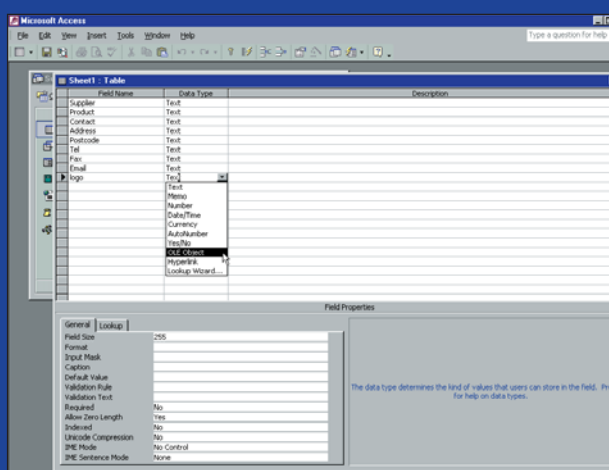 Microsoft Access
File Edit View Insert Tools Window Help
Type a question for help
Sheet1 : Table
Field Name Data Type Description
Supplier Text
Product Text
Contact Text
Address Text
Postcode Text
Tel Text
Fax Text
Email Text
logo Text
Text
Memo
Number
Date/Time
Currency
AutoNumber
Yes/No
OLE Object
Hyperlink
Lookup Wizard...
Field Properties
General Lookup
Field Size 255
Format
Input Mask
Caption
Default Value
Validation Rule
Validation Text
Required No
Allow Zero Length Yes
Indexed No
Unicode Compression No
IME Mode No Control
IME Sentence Mode None
The data type determines the kind of values that users can store in the field. Pr
for help on data types.